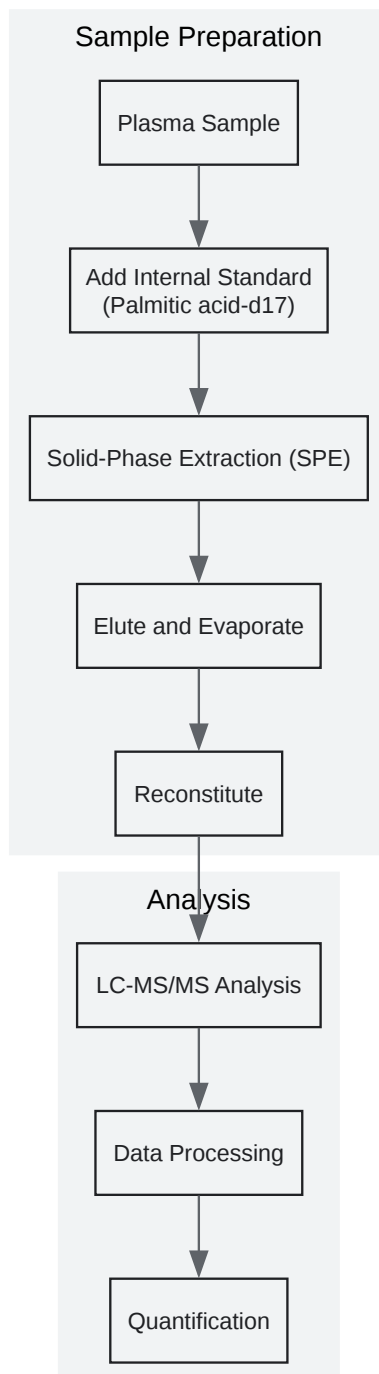 Sample Preparation
Plasma Sample
Add Internal Standard
(Palmitic acid-d17)
Solid-Phase Extraction (SPE)
Elute and Evaporate
Reconstitute
Analysis
LC-MS/MS Analysis
Data Processing
Quantification